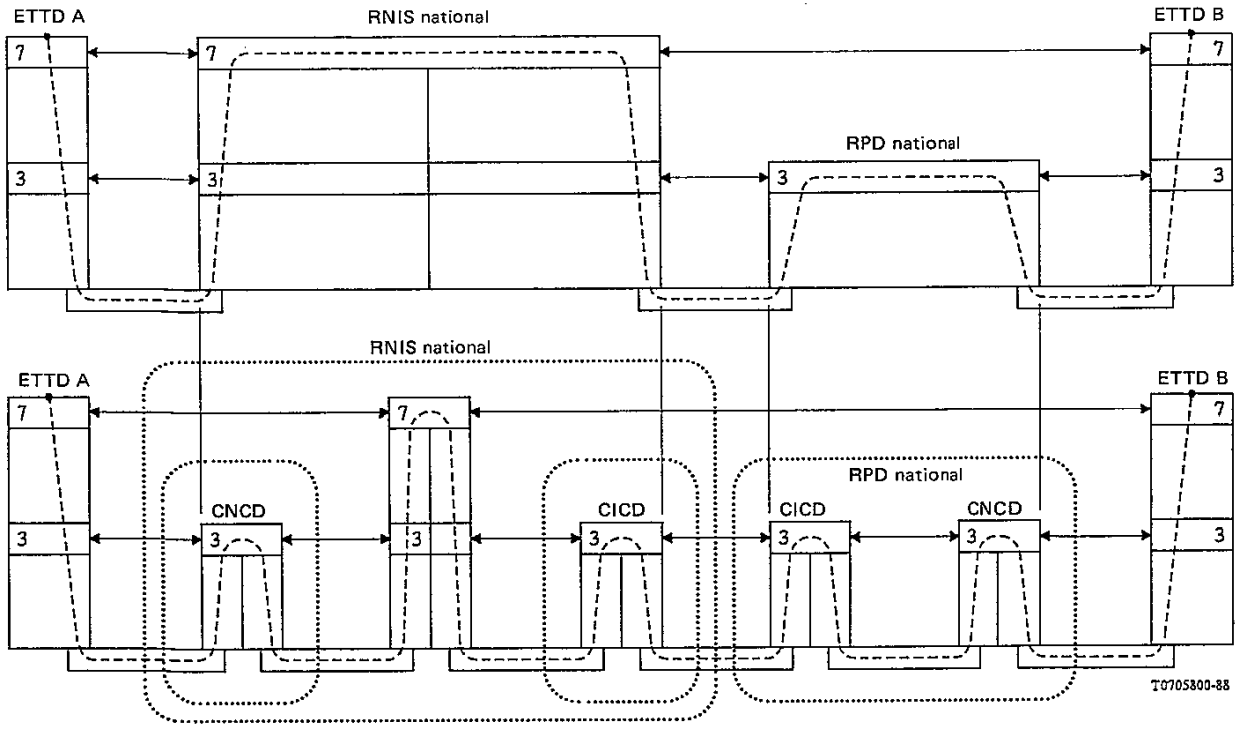 ETTD A
RNIS national
ETTD B
7
7
7
RPD national
3
3
3
3
RNIS national
ETTD A
ETTD B
7
7
7
RPD national
CNCD
CICD
CICD
CNCD
3
3
3
3
3
3
3
T0705800-88